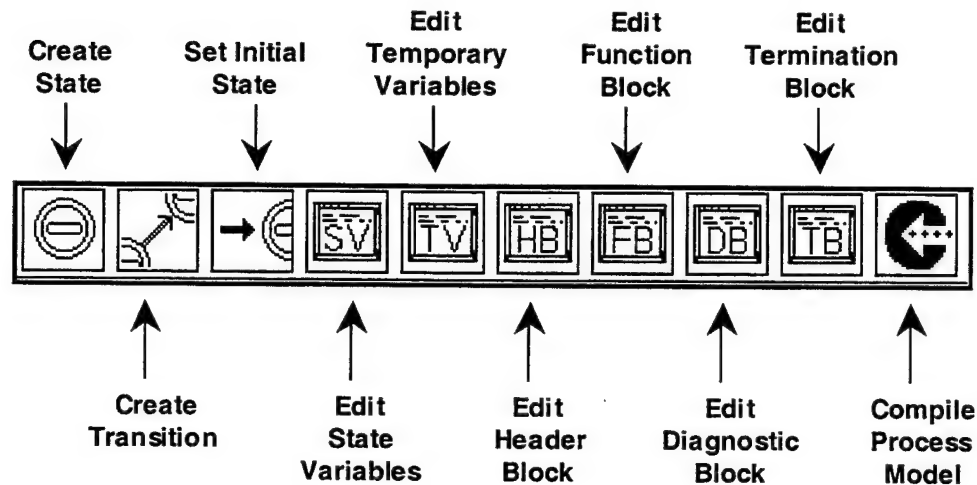 Create
State
Set Initial
State
Edit
Temporary
Variables
Edit
Function
Block
Edit
Termination
Block
SV
TV
HB
FB
DB
TB
Create
Transition
Edit
State
Variables
Edit
Header
Block
Edit
Diagnostic
Block
Compile
Process
Model